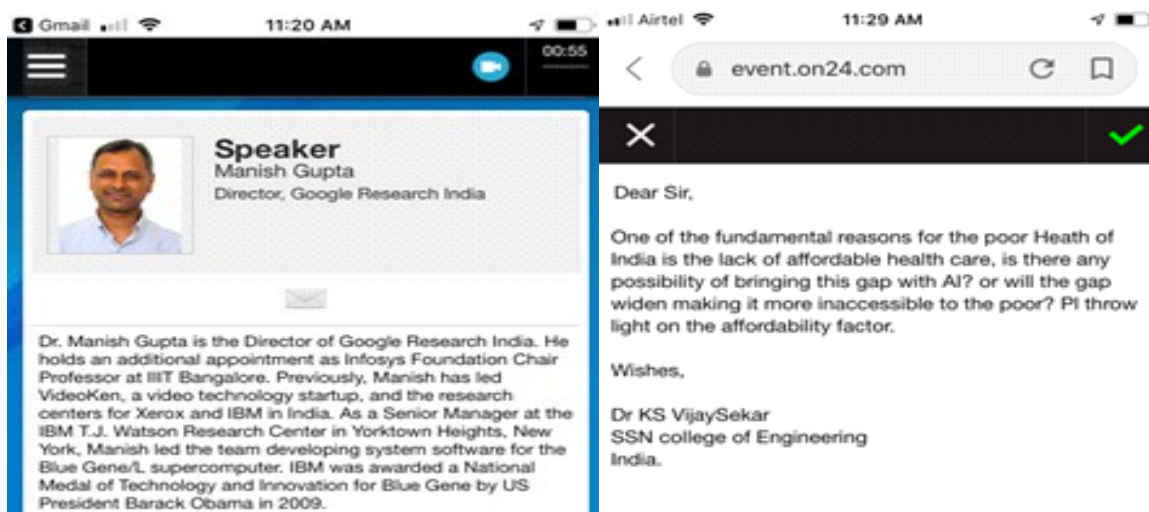 Gmail
11:20 AM
00:55
Speaker
Manish Gupta
Director, Google Research India
Dr. Manish Gupta is the Director of Google Research India. He
holds an additional appointment as Infosys Foundation Chair
Professor at IIIT Bangalore. Previously, Manish has led
VideoKen, a video technology startup, and the research
centers for Xerox and IBM in India. As a Senior Manager at the
IBM T.J. Watson Research Center in Yorktown Heights, New
York, Manish led the team developing system software for the
Blue Gene/L supercomputer. IBM was awarded a National
Medal of Technology and Innovation for Blue Gene by US
President Barack Obama in 2009.
Airtel
11:29 AM
event.on24.com
Dear Sir,
One of the fundamental reasons for the poor Heath of
India is the lack of affordable health care, is there any
possibility of bringing this gap with AI? or will the gap
widen making it more inaccessible to the poor? Pl throw
light on the affordability factor.
Wishes,
Dr KS VijaySekar
SSN college of Engineering
India.